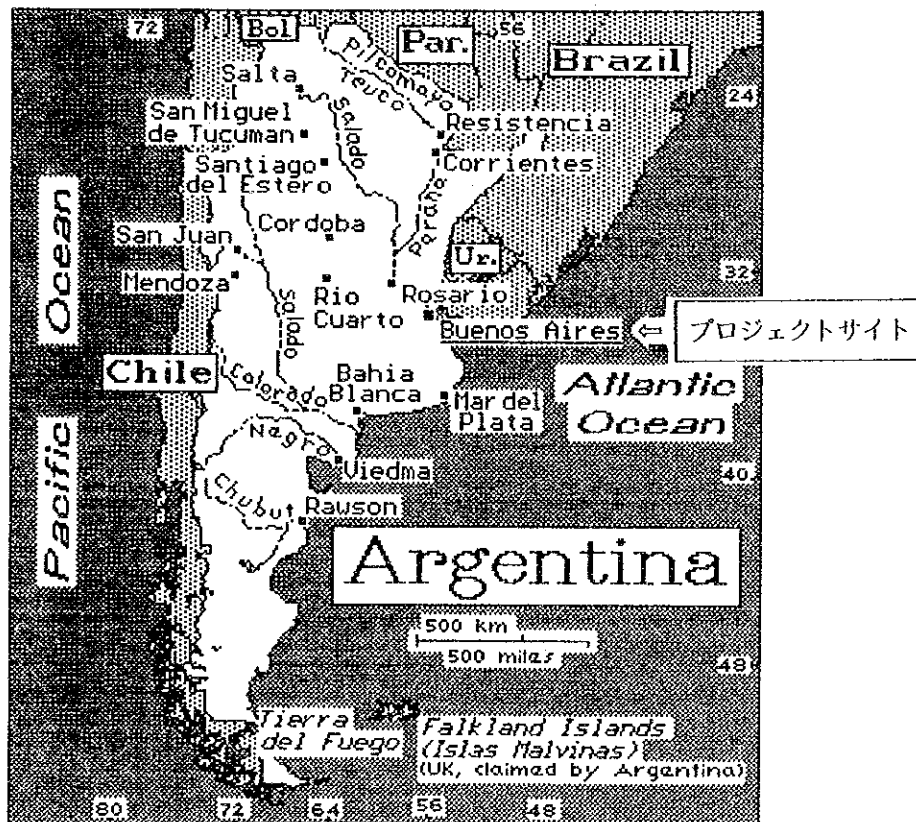 72
Bol
Par.
56
Brazil
Pilcomayo
Teuco
24
Salta
San Miguel
de Tucuman
Salado
Resistencia
Corrientes
Santiago
del Estero
Parana
Cordoba
San Juan
Ur.
32
Mendoza
Rio
Cuarto
Rosario
Salado
Buenos Aires
⇦
プロジェクトサイト
Pacific Ocean
Chile
Colorado
Bahia
Blanca
Mar del
Plata
Atlantic
Ocean
Negro
Viedma
40
Chubut
Rawson
Argentina
500 km
500 miles
48
Tierra
del Fuego
Falkland Islands
(Islas Malvinas)
(UK, claimed by Argentina)
80
72
64
56
48